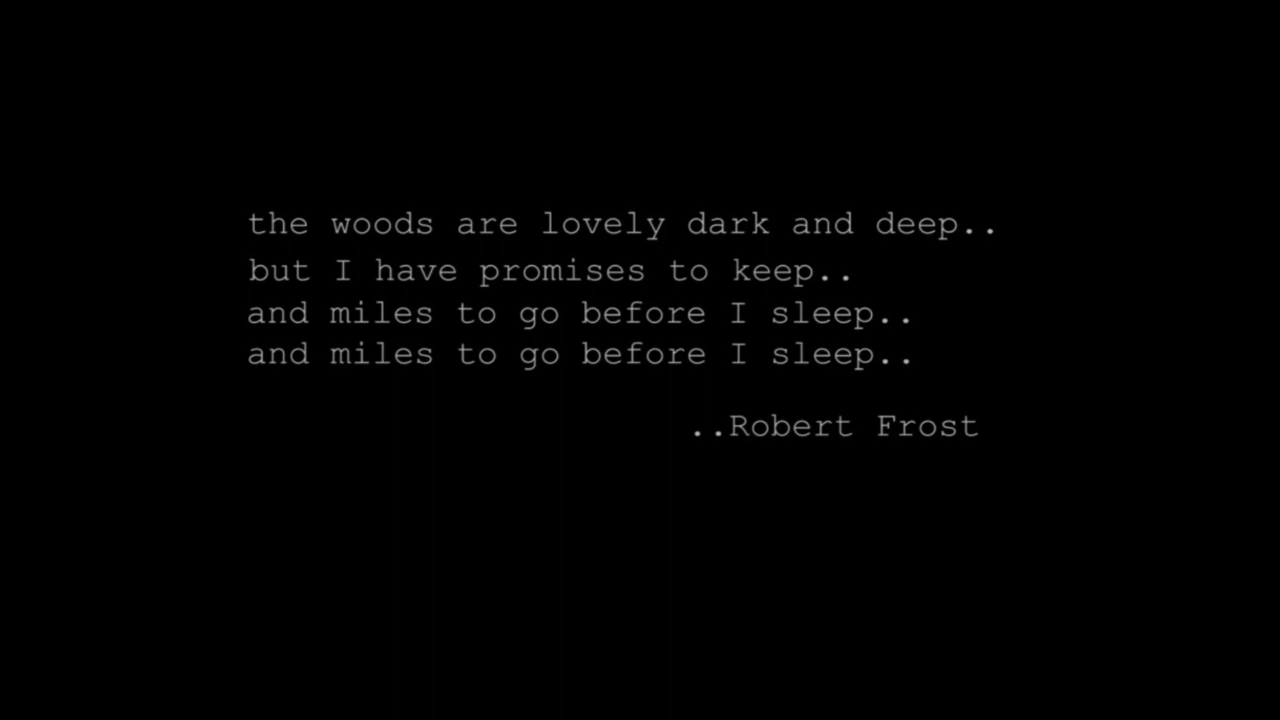 the woods are lovely dark and deep..
but I have promises to keep..
and miles to go before I sleep..
and miles to go before I sleep..
..Robert Frost